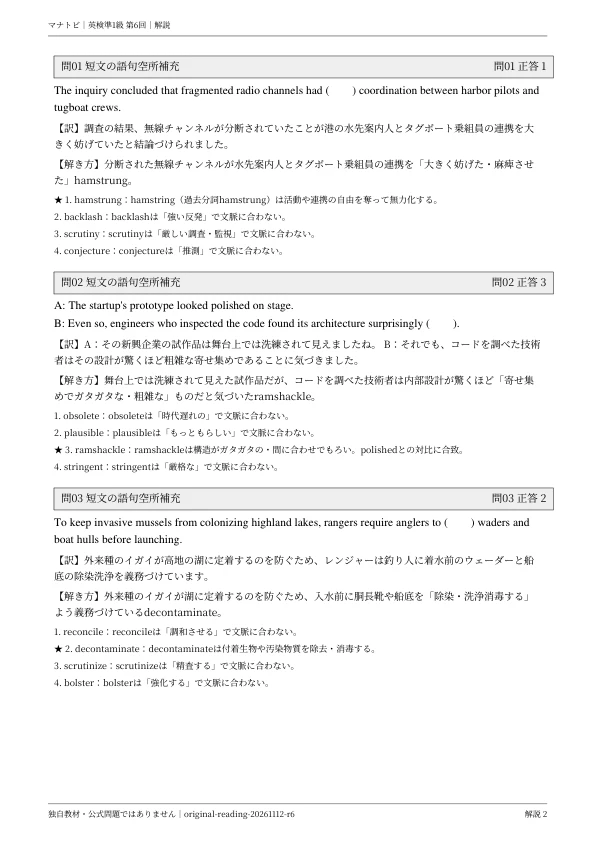 マナトビ｜英検準1級 第6回｜解説
問01 短文の語句空所補充 問01 正答 1
The inquiry concluded that fragmented radio channels had (　　) coordination between harbor pilots and
tugboat crews.
【訳】調査の結果、無線チャンネルが分断されていたことが港の水先案内人とタグボート乗組員の連携を大
きく妨げていたと結論づけられました。
【解き方】分断された無線チャンネルが水先案内人とタグボート乗組員の連携を「大きく妨げた・麻痺させ
た」hamstrung。
★ 1. hamstrung：hamstring（過去分詞hamstrung）は活動や連携の自由を奪って無力化する。
2. backlash：backlashは「強い反発」で文脈に合わない。
3. scrutiny：scrutinyは「厳しい調査・監視」で文脈に合わない。
4. conjecture：conjectureは「推測」で文脈に合わない。
問02 短文の語句空所補充 問02 正答 3
A: The startup's prototype looked polished on stage.
B: Even so, engineers who inspected the code found its architecture surprisingly (　　).
【訳】A：その新興企業の試作品は舞台上では洗練されて見えましたね。 B：それでも、コードを調べた技術
者はその設計が驚くほど粗雑な寄せ集めであることに気づきました。
【解き方】舞台上では洗練されて見えた試作品だが、コードを調べた技術者は内部設計が驚くほど「寄せ集
めでガタガタな・粗雑な」ものだと気づいたramshackle。
1. obsolete：obsoleteは「時代遅れの」で文脈に合わない。
2. plausible：plausibleは「もっともらしい」で文脈に合わない。
★ 3. ramshackle：ramshackleは構造がガタガタの・間に合わせでもろい。polishedとの対比に合致。
4. stringent：stringentは「厳格な」で文脈に合わない。
問03 短文の語句空所補充 問03 正答 2
To keep invasive mussels from colonizing highland lakes, rangers require anglers to (　　) waders and
boat hulls before launching.
【訳】外来種のイガイが高地の湖に定着するのを防ぐため、レンジャーは釣り人に着水前のウェーダーと船
底の除染洗浄を義務づけています。
【解き方】外来種のイガイが湖に定着するのを防ぐため、入水前に胴長靴や船底を「除染・洗浄消毒する」
よう義務づけているdecontaminate。
1. reconcile：reconcileは「調和させる」で文脈に合わない。
★ 2. decontaminate：decontaminateは付着生物や汚染物質を除去・消毒する。
3. scrutinize：scrutinizeは「精査する」で文脈に合わない。
4. bolster：bolsterは「強化する」で文脈に合わない。
独自教材・公式問題ではありません｜original-reading-20261112-r6 解説 2